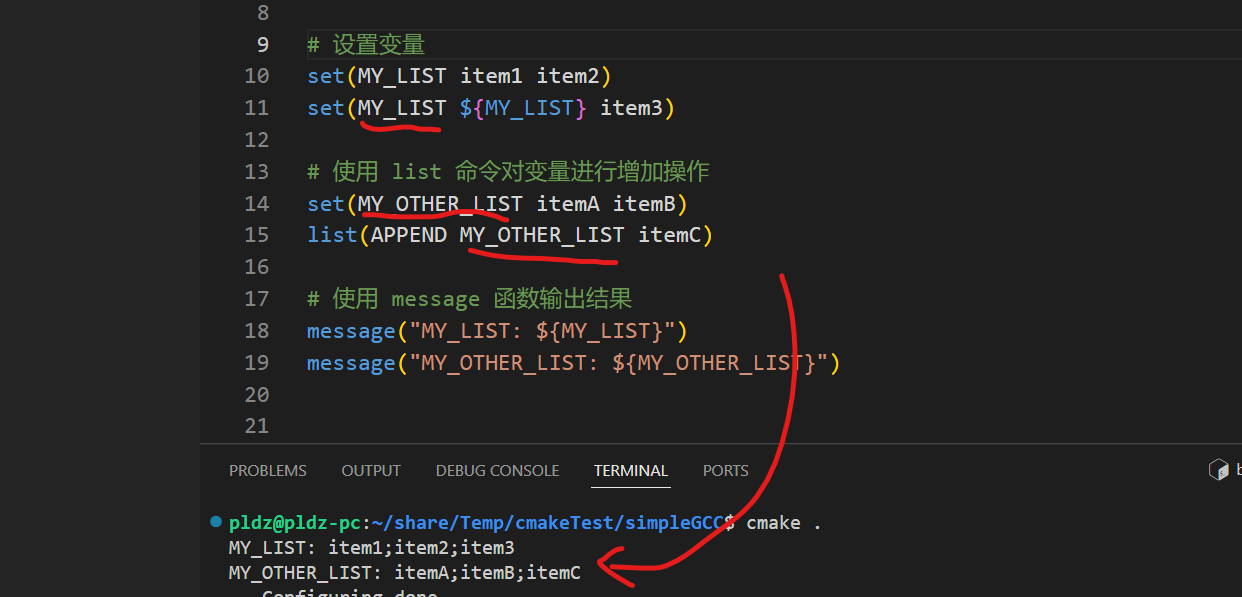 8
9 # 设置变量
10 set(MY_LIST item1 item2)
11 set(MY_LIST ${MY_LIST} item3)
12
13 # 使用 list 命令对变量进行增加操作
14 set(MY_OTHER_LIST itemA itemB)
15 list(APPEND MY_OTHER_LIST itemC)
16
17 # 使用 message 函数输出结果
18 message("MY_LIST: ${MY_LIST}")
19 message("MY_OTHER_LIST: ${MY_OTHER_LIST}")
20
21
PROBLEMS OUTPUT DEBUG CONSOLE TERMINAL PORTS b
pldz@pldz-pc:~/share/Temp/cmakeTest/simpleGCC$ cmake .
MY_LIST: item1;item2;item3
MY_OTHER_LIST: itemA;itemB;itemC
-- Configuring done